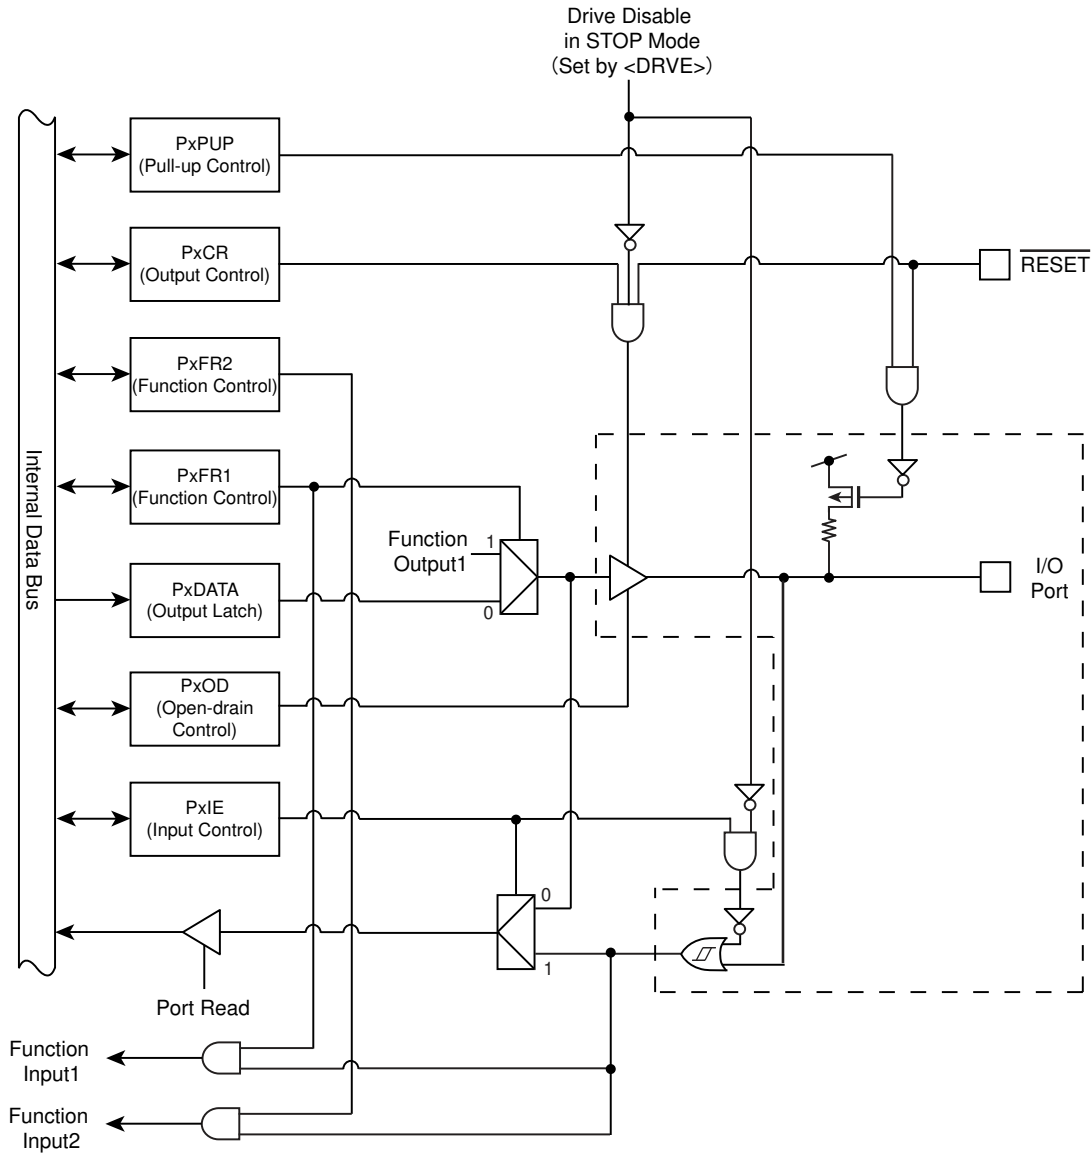 Drive Disable
in STOP Mode
(Set by <DRVE>)
PxPUP
(Pull-up Control)
PxCR
(Output Control)
RESET
PxFR2
(Function Control)
Internal Data Bus
PxFR1
(Function Control)
Function
Output1
1
0
PxDATA
(Output Latch)
I/O
Port
PxOD
(Open-drain
Control)
PxIE
(Input Control)
0
1
Port Read
Function
Input1
Function
Input2